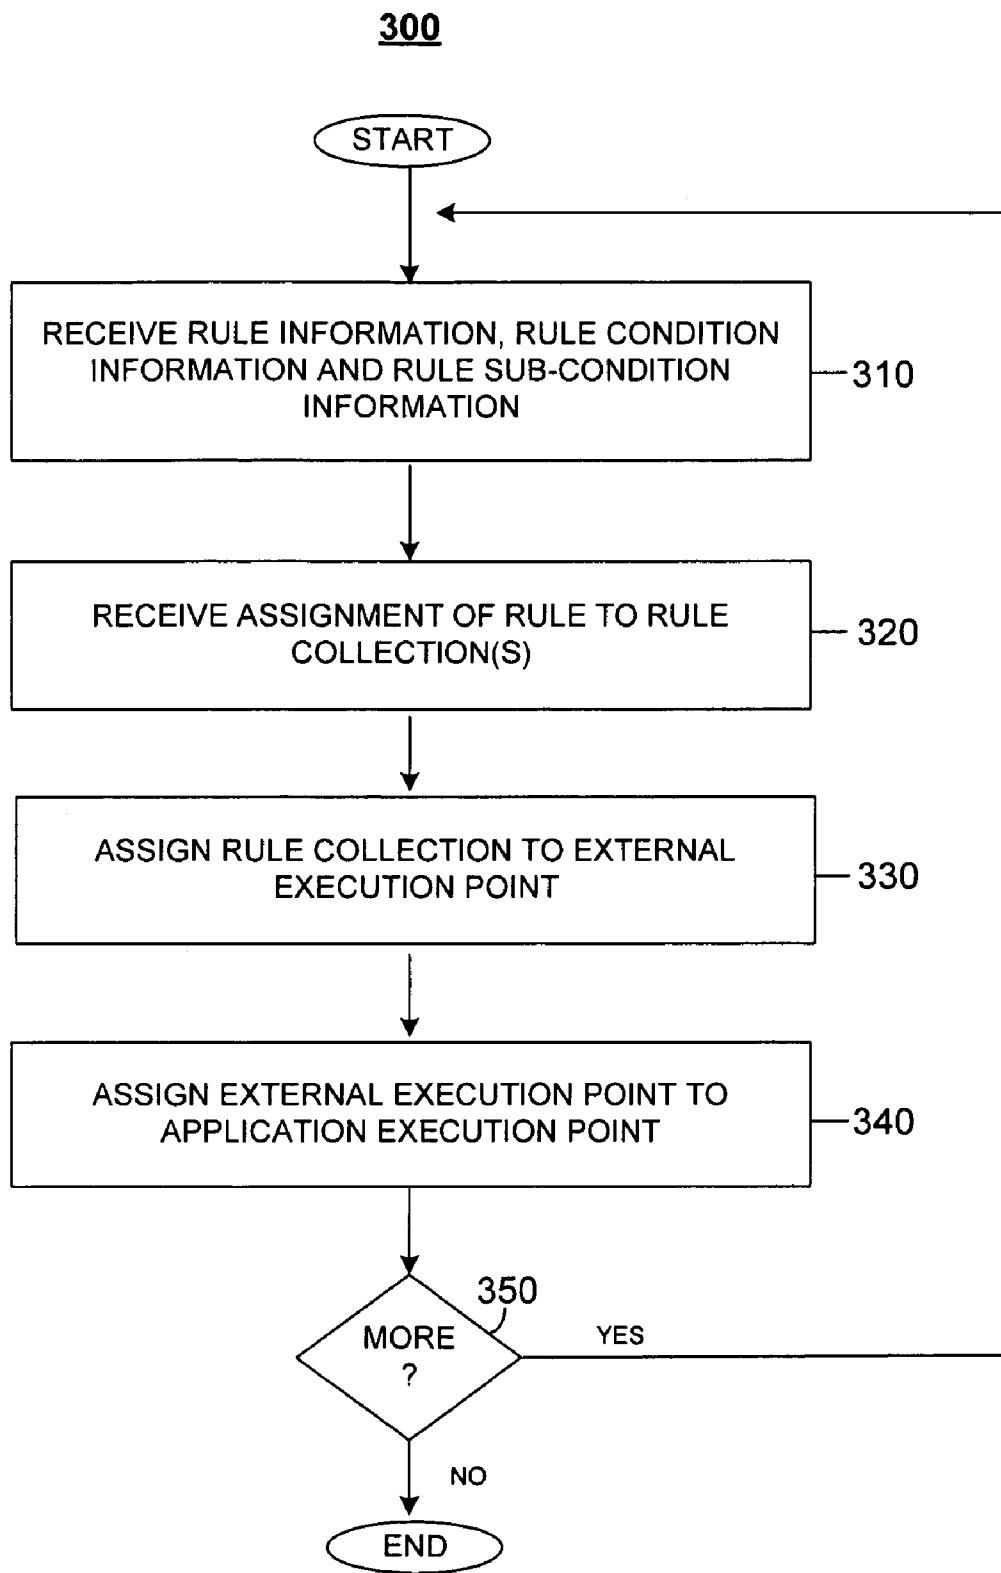 300
START
RECEIVE RULE INFORMATION, RULE CONDITION
INFORMATION AND RULE SUB-CONDITION
INFORMATION
310
RECEIVE ASSIGNMENT OF RULE TO RULE
COLLECTION(S)
320
ASSIGN RULE COLLECTION TO EXTERNAL
EXECUTION POINT
330
ASSIGN EXTERNAL EXECUTION POINT TO
APPLICATION EXECUTION POINT
340
350
MORE
?
YES
NO
END